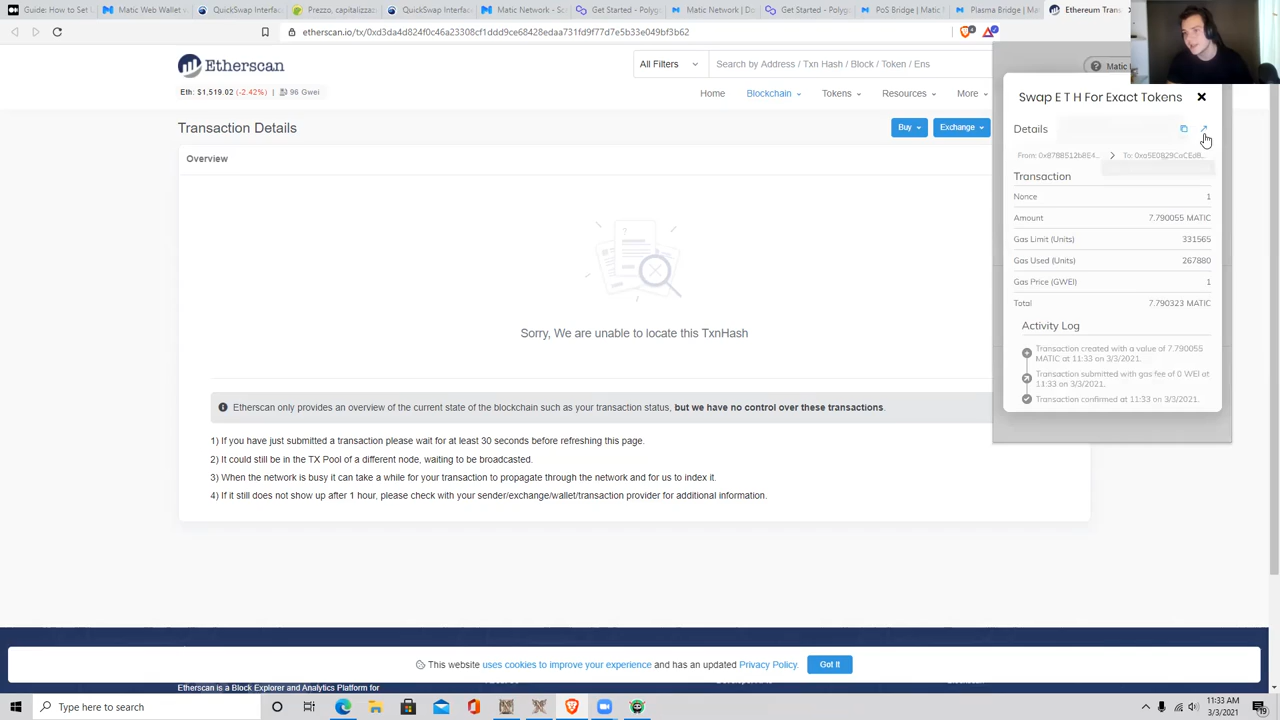 Guide: How to Set
Matic Web Wallet
QuickSwap Interfac
Prezzo, capitalizza
QuickSwap Interfac
Matic Network - So
Get Started - Polyg
Matic Network | Do
Get Started - Polyg
PoS Bridge | Matic
Plasma Bridge | Ma
Ethereum Trans
etherscan.io/tx/0xd3da4d824f0c46a23308cf1ddd9ce68428edaa731fd9f77d7e5b33e049bf3b62
Etherscan
All Filters
Search by Address / Txn Hash / Block / Token / Ens
Matic
Eth: $1,519.02 (-2.42%) | 96 Gwei
Home
Blockchain
Tokens
Resources
More
Swap E T H For Exact Tokens
Transaction Details
Buy
Exchange
Details
Overview
From: 0x8788512b8E4...
To: 0xa5E0829CaCEdB...
Transaction
Nonce 1
Amount 7.790055 MATIC
Gas Limit (Units) 331565
Gas Used (Units) 267880
Gas Price (GWEI) 1
Total 7.790323 MATIC
Activity Log
Transaction created with a value of 7.790055
MATIC at 11:33 on 3/3/2021.
Transaction submitted with gas fee of 0 WEI at
11:33 on 3/3/2021.
Transaction confirmed at 11:33 on 3/3/2021.
Sorry, We are unable to locate this TxnHash
Etherscan only provides an overview of the current state of the blockchain such as your transaction status, but we have no control over these transactions.
1) If you have just submitted a transaction please wait for at least 30 seconds before refreshing this page.
2) It could still be in the TX Pool of a different node, waiting to be broadcasted.
3) When the network is busy it can take a while for your transaction to propagate through the network and for us to index it.
4) If it still does not show up after 1 hour, please check with your sender/exchange/wallet/transaction provider for additional information.
This website uses cookies to improve your experience and has an updated Privacy Policy.
Got It
Etherscan is a Block Explorer and Analytics Platform for
Type here to search
11:33 AM
3/3/2021
19